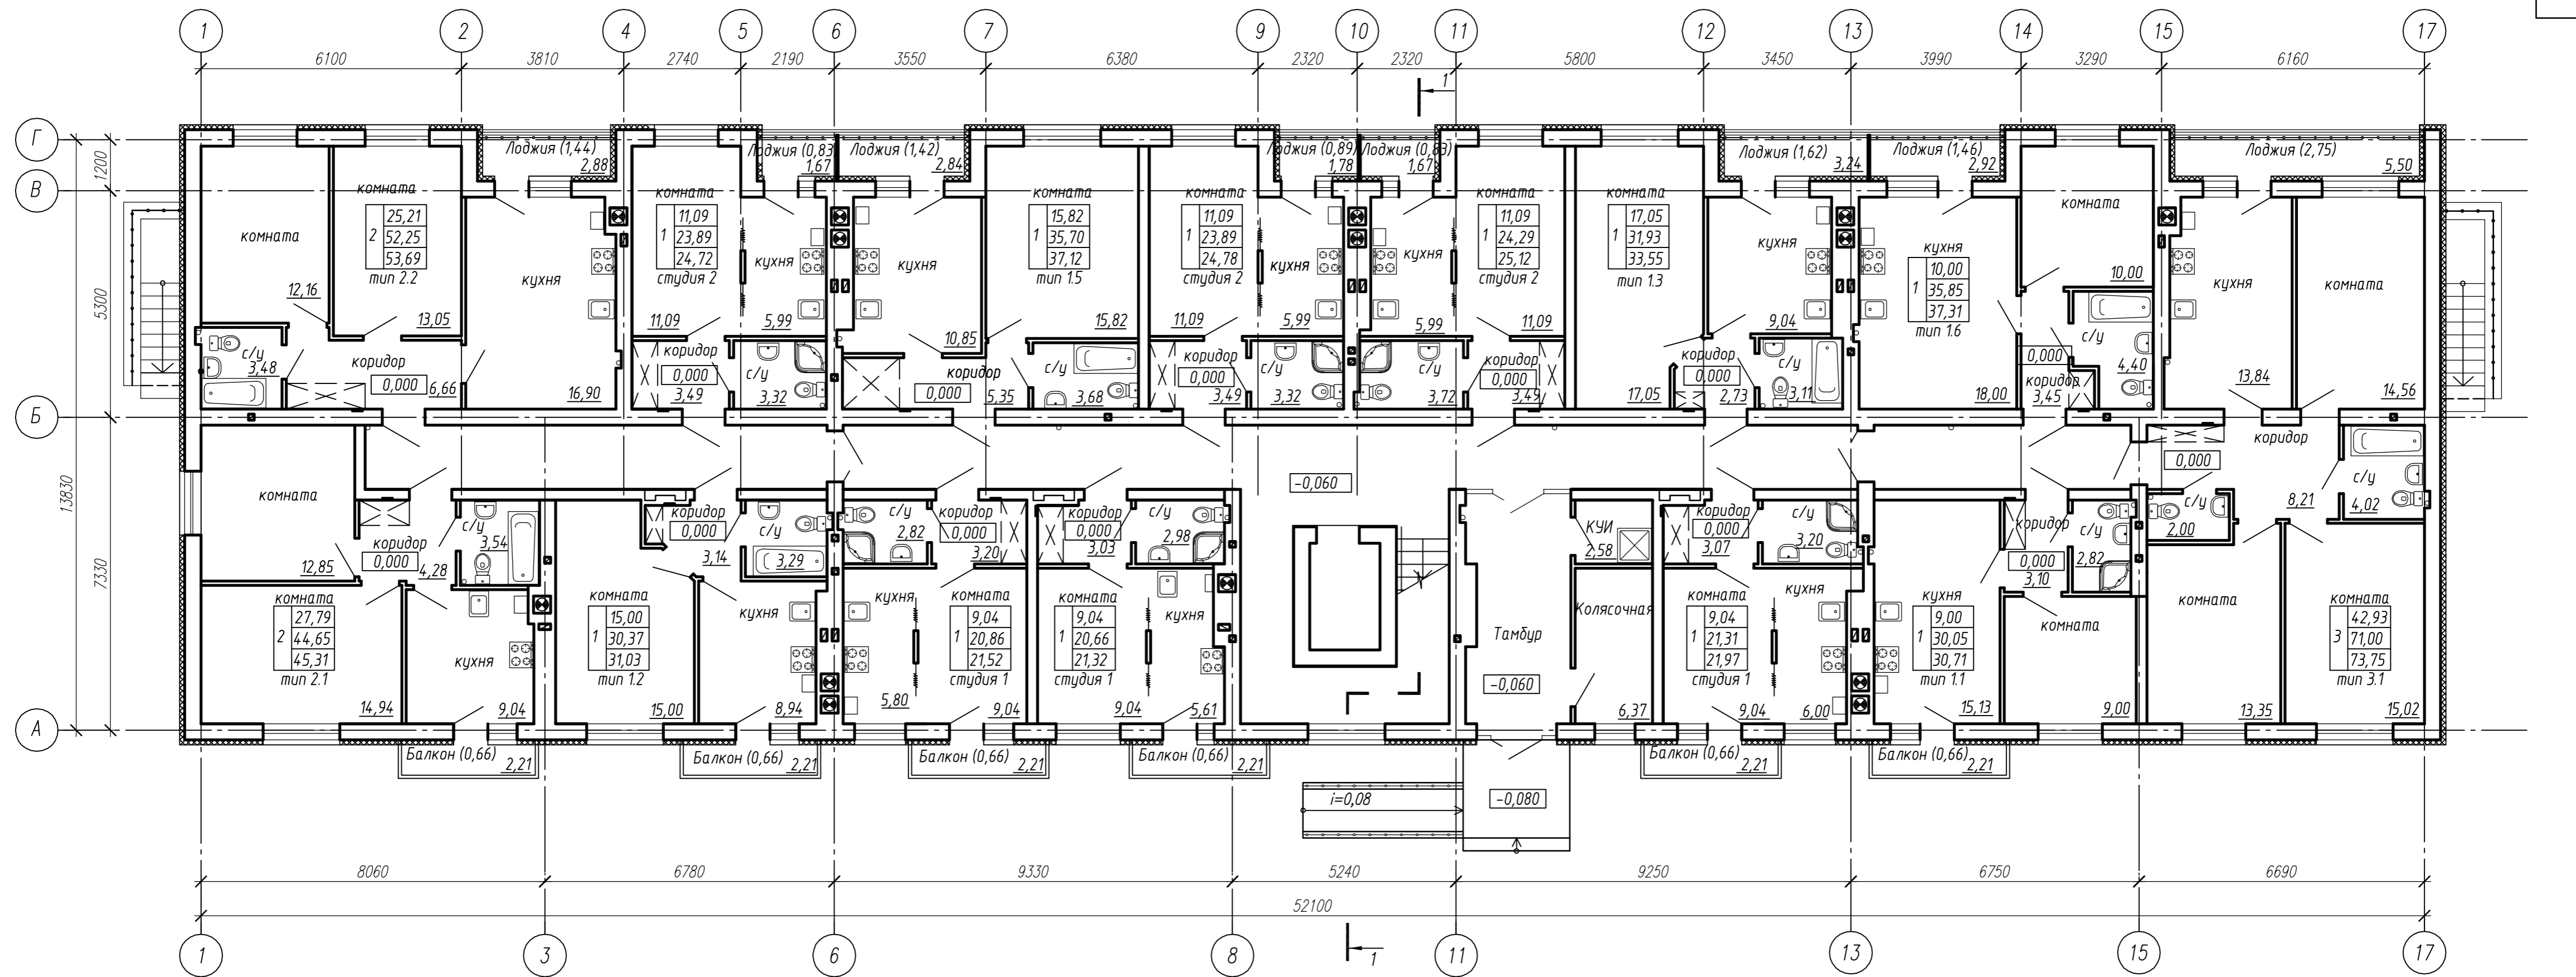 1 2 4 5 6 7 9 10 11 12 13 14 15 17
6100 3810 2740 2190 3550 6380 2320 2320 5800 3450 3990 3290 6160
1
Г
В
Б
А
1200
5300
7330
13830
Лоджия (1,44)
2,88
Лоджия (0,83
1,67
Лоджия (1,42)
2,84
Лоджия (0,89)
1,78
Лоджия (0,83)
1,67
Лоджия (1,62)
3,24
Лоджия (1,46)
2,92
Лоджия (2,75)
5,50
комната
12,16
комната
2
25,21
52,25
53,69
тип 2.2
13,05
с/у
3,48
коридор
0,000
6,66
кухня
16,90
комната
1
11,09
23,89
24,72
студия 2
11,09
кухня
5,99
коридор
0,000
3,49
с/у
3,32
кухня
10,85
комната
1
15,82
35,70
37,12
тип 1.5
15,82
коридор
0,000
5,35
с/у
3,68
комната
1
11,09
23,89
24,78
студия 2
11,09
кухня
5,99
коридор
0,000
3,49
с/у
3,32
кухня
5,99
комната
1
11,09
24,29
25,12
студия 2
11,09
с/у
3,72
коридор
0,000
3,49
комната
1
17,05
31,93
33,55
тип 1.3
17,05
кухня
9,04
коридор
0,000
2,73
с/у
3,11
кухня
1
10,00
35,85
37,31
тип 1.6
18,00
комната
10,00
0,000
коридор
3,45
с/у
4,40
кухня
13,84
комната
14,56
комната
12,85
коридор
0,000
4,28
с/у
3,54
комната
2
27,79
44,65
45,31
тип 2.1
14,94
кухня
9,04
коридор
0,000
3,14
с/у
3,29
комната
1
15,00
30,37
31,03
тип 1.2
15,00
кухня
8,94
с/у
2,82
коридор
0,000
3,20
кухня
5,80
комната
1
9,04
20,86
21,52
студия 1
9,04
коридор
0,000
3,03
с/у
2,98
комната
1
9,04
20,66
21,32
студия 1
9,04
кухня
5,61
-0,060
Тамбур
-0,060
КУИ
2,58
Колясочная
6,37
коридор
0,000
3,07
с/у
3,20
комната
1
9,04
21,31
21,97
студия 1
9,04
кухня
6,00
кухня
1
9,00
30,05
30,71
тип 1.1
15,13
коридор
0,000
3,10
с/у
2,82
комната
9,00
коридор
0,000
8,21
с/у
2,00
с/у
4,02
комната
13,35
комната
3
42,93
71,00
73,75
тип 3.1
15,02
Балкон (0,66)
2,21
Балкон (0,66)
2,21
Балкон (0,66)
2,21
Балкон (0,66)
2,21
Балкон (0,66)
2,21
Балкон (0,66)
2,21
i=0,08
-0,080
8060 6780 9330 5240 9250 6750 6690
52100
1
1 3 6 8 11 13 15 17